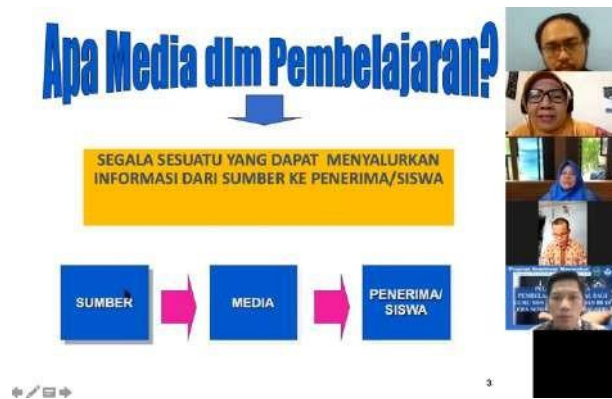 Apa Media dlm Pembelajaran?
SEGALA SESUATU YANG DAPAT MENYALURKAN
INFORMASI DARI SUMBER KE PENERIMA/SISWA
SUMBER
MEDIA
PENERIMA/
SISWA
3